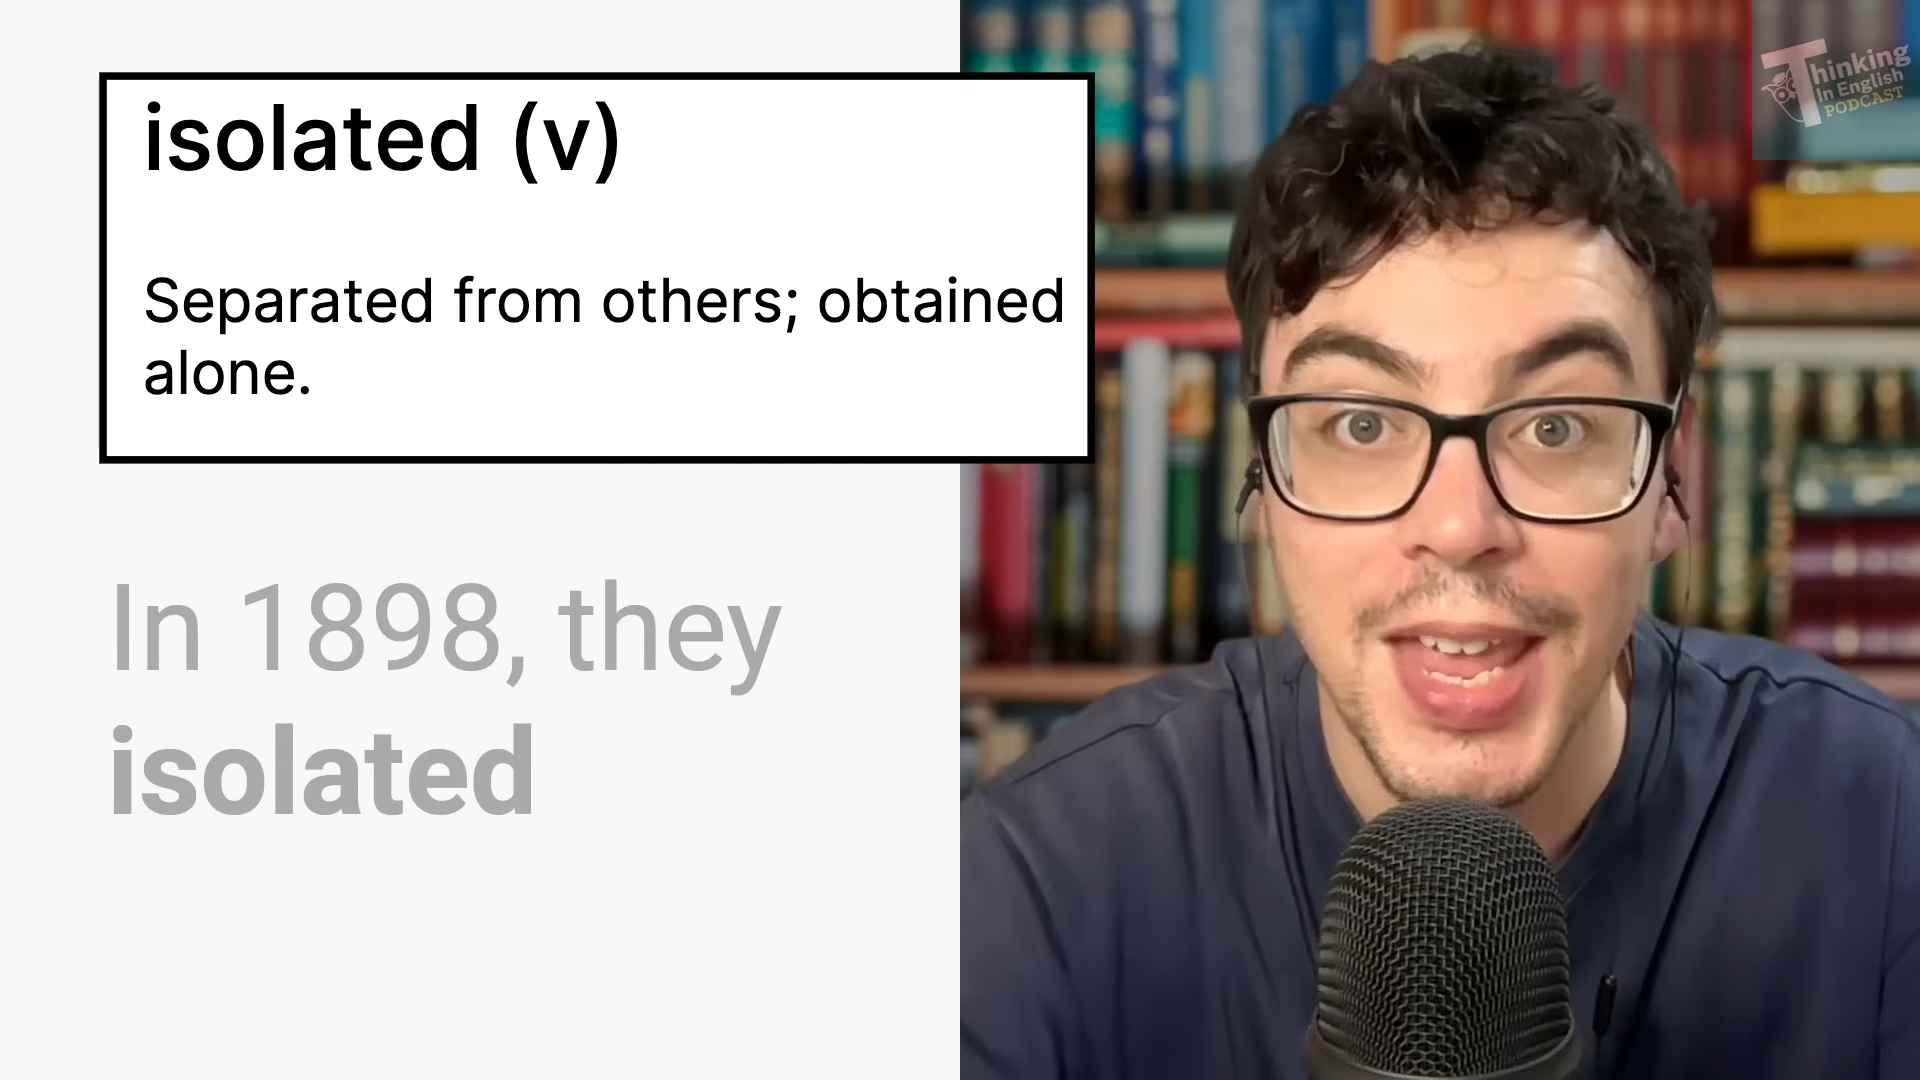 isolated (v)
Separated from others; obtained
alone.
In 1898, they
isolated
Thinking
In English
PODCAST